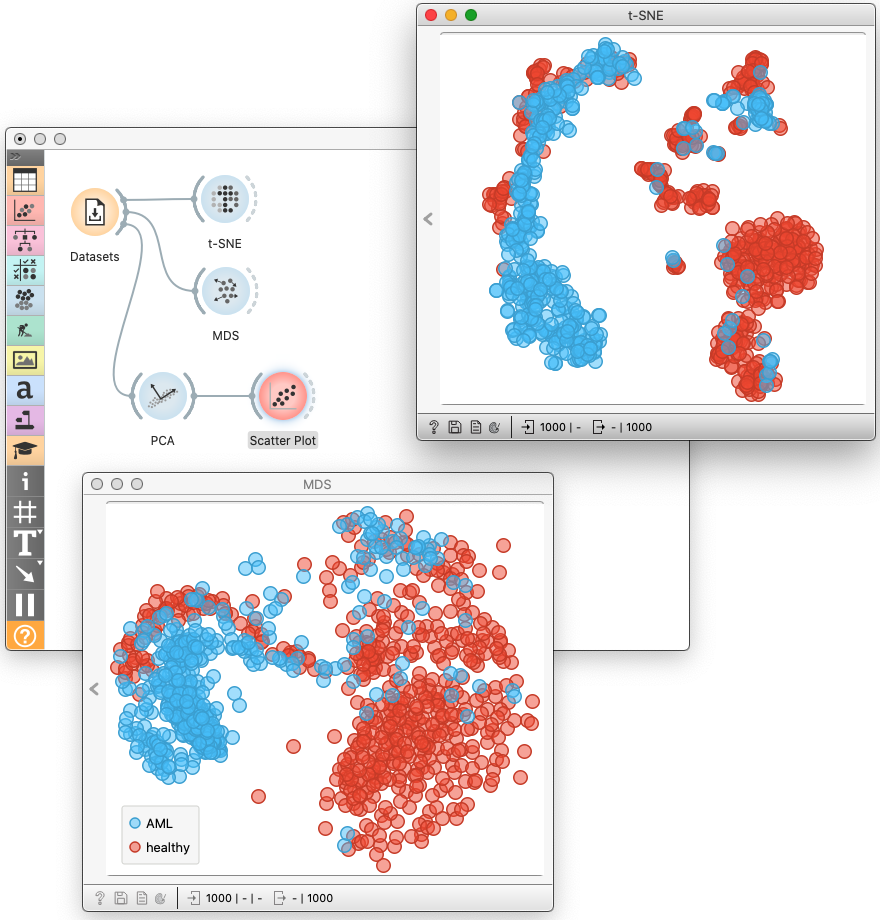 t-SNE
Datasets
t-SNE
MDS
PCA
Scatter Plot
a
i
T
?
? 1000 | - - | 1000
MDS
AML
healthy
? 1000 | - | - - | 1000